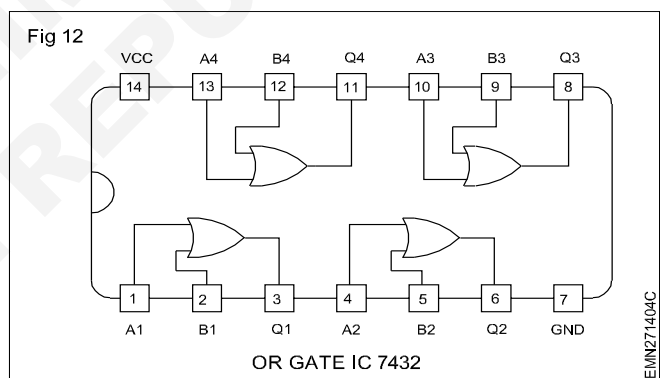 Fig 12
VCC A4 B4 Q4 A3 B3 Q3
14 13 12 11 10 9 8
1 2 3 4 5 6 7
A1 B1 Q1 A2 B2 Q2 GND
OR GATE IC 7432
EMN271404C